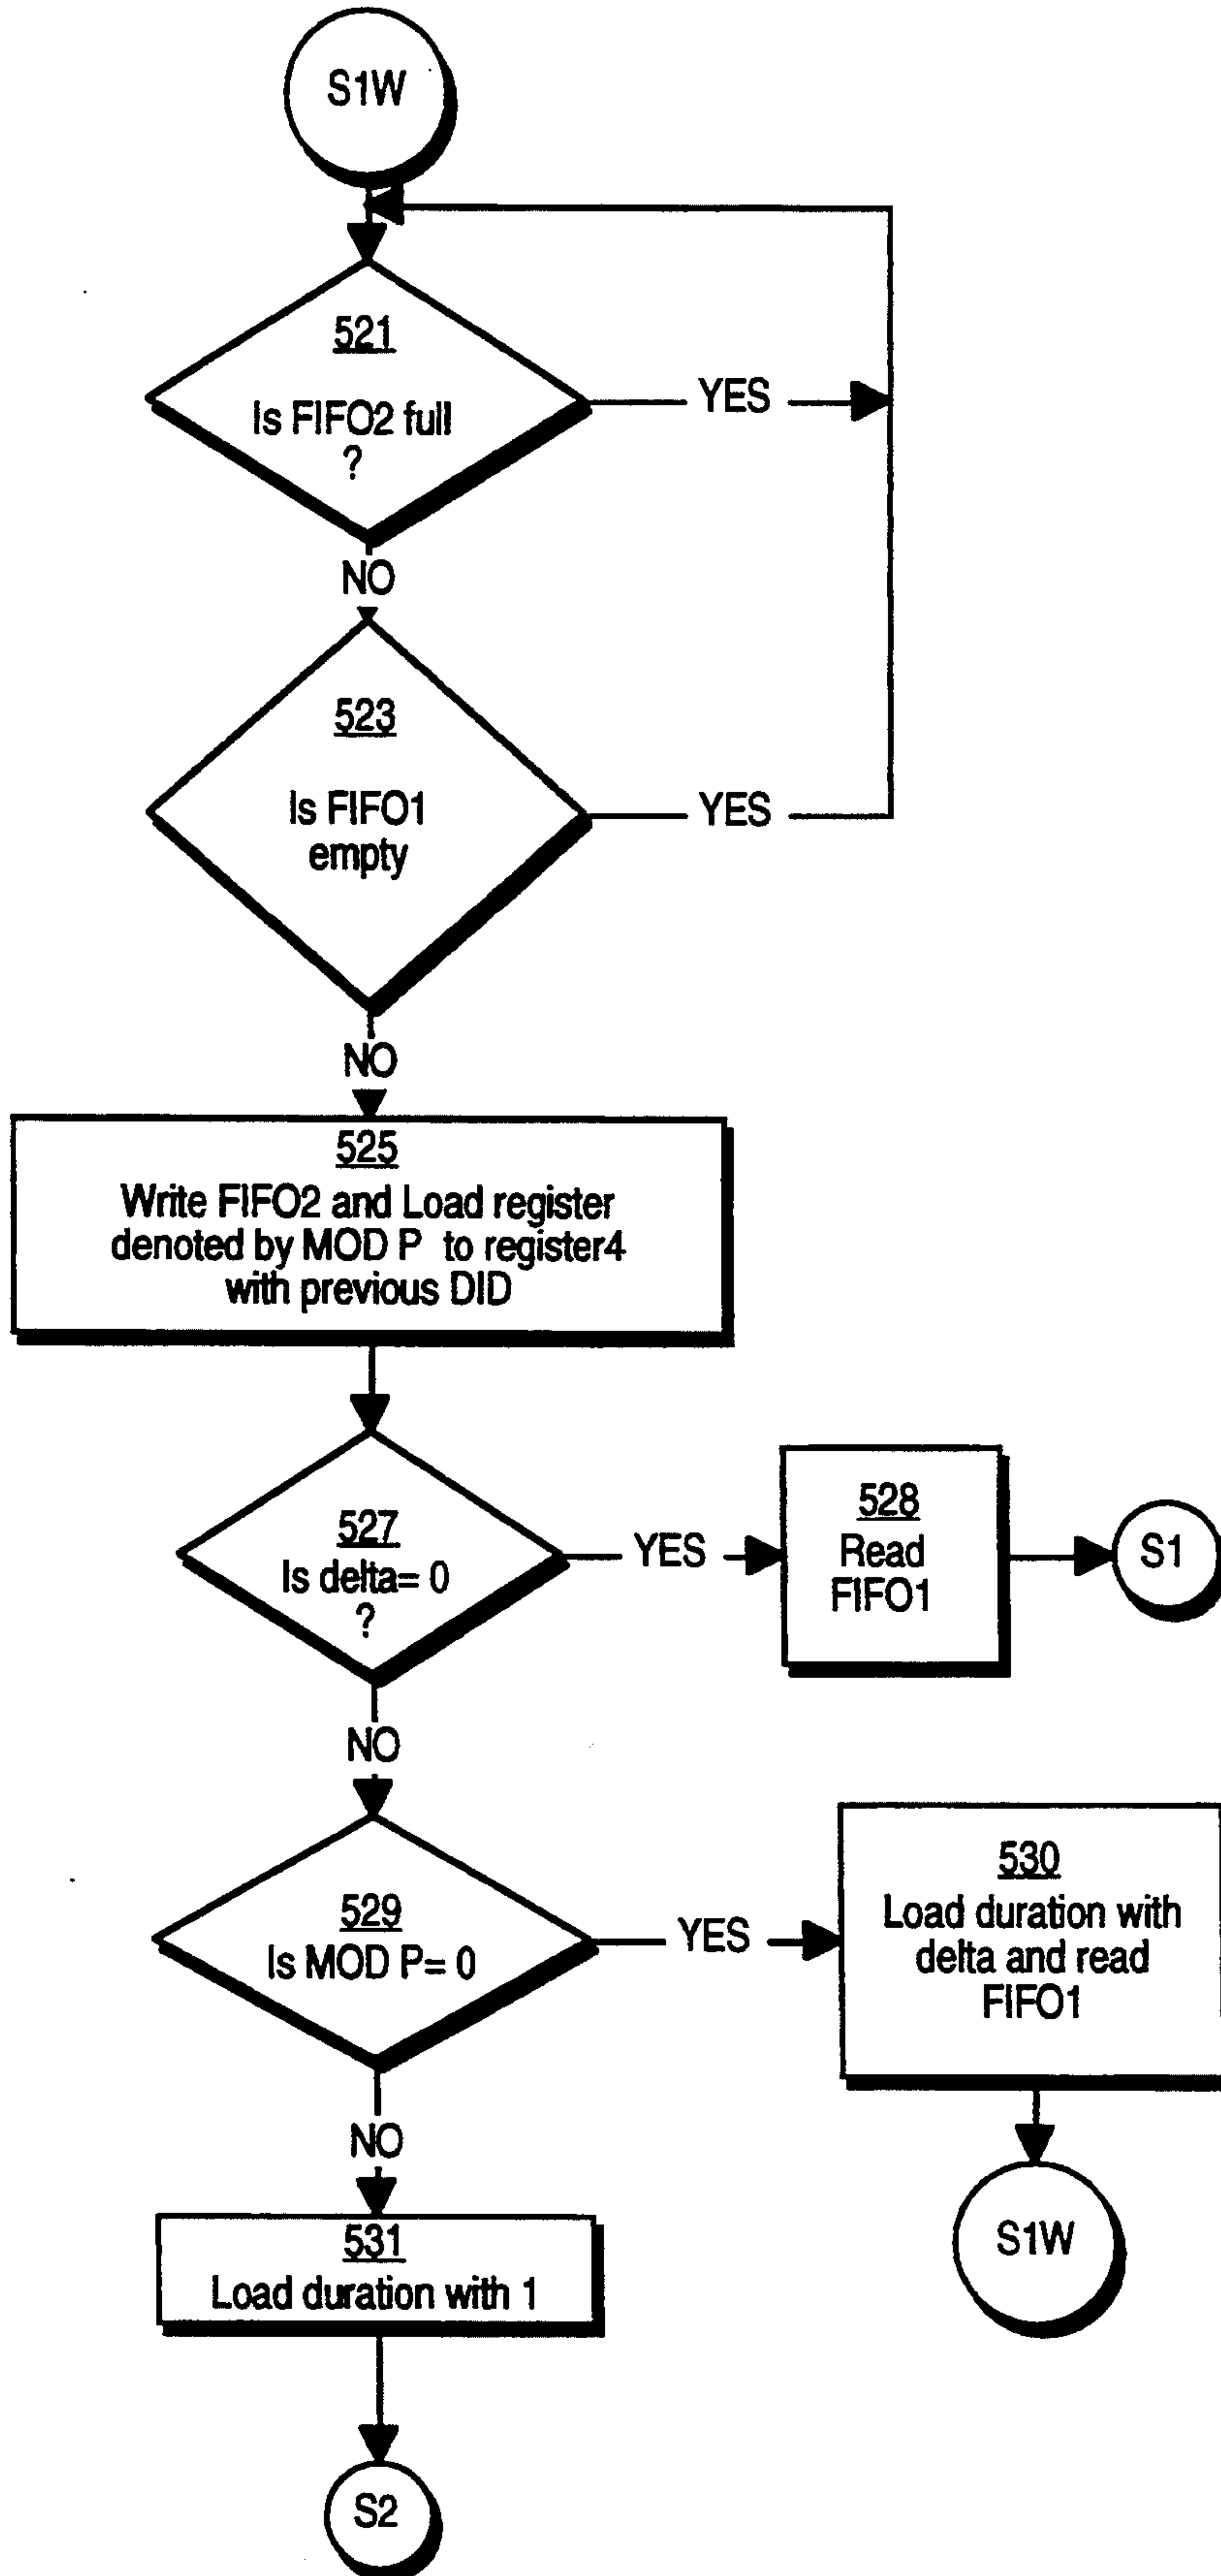 S1W
521
Is FIFO2 full
?
YES
NO
523
Is FIFO1
empty
YES
NO
525
Write FIFO2 and Load register
denoted by MOD P to register4
with previous DID
527
Is delta= 0
?
YES
528
Read
FIFO1
S1
NO
529
Is MOD P= 0
YES
530
Load duration with
delta and read
FIFO1
S1W
NO
531
Load duration with 1
S2